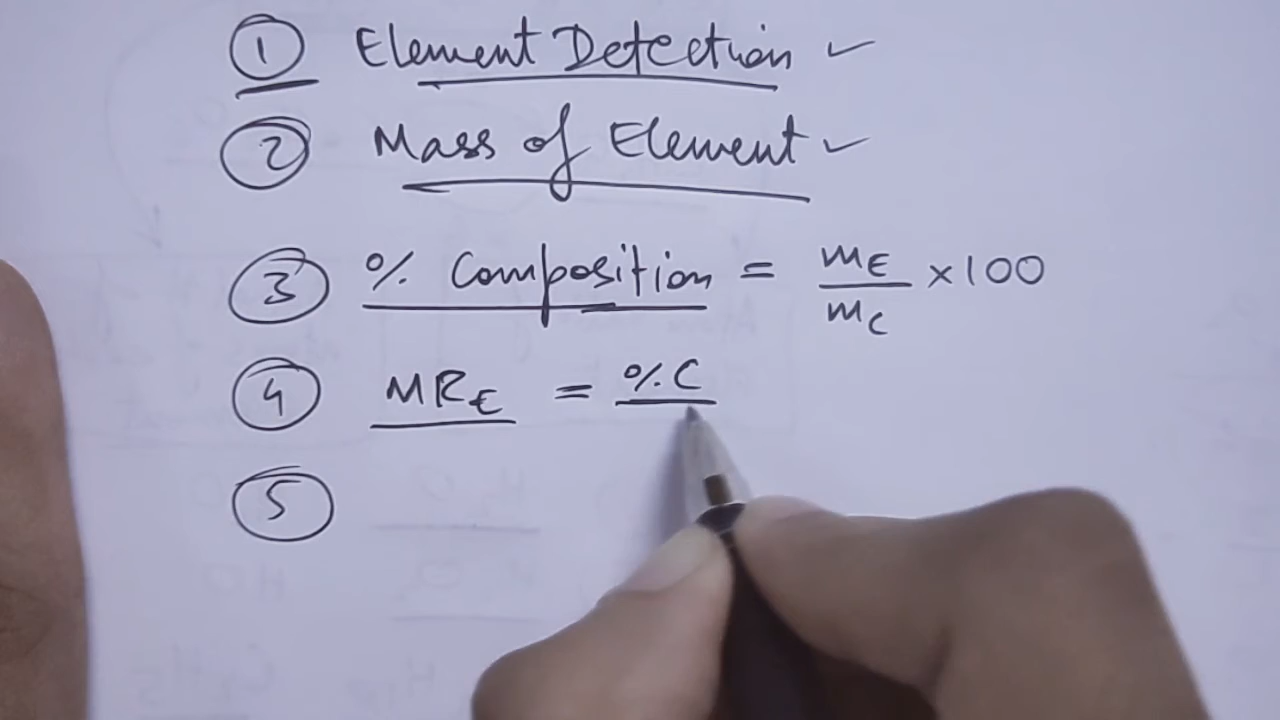 1 Element Detection ✓
2 Mass of Element ✓
3 % Composition = mE/mC ×100
4 MRE = %C
5